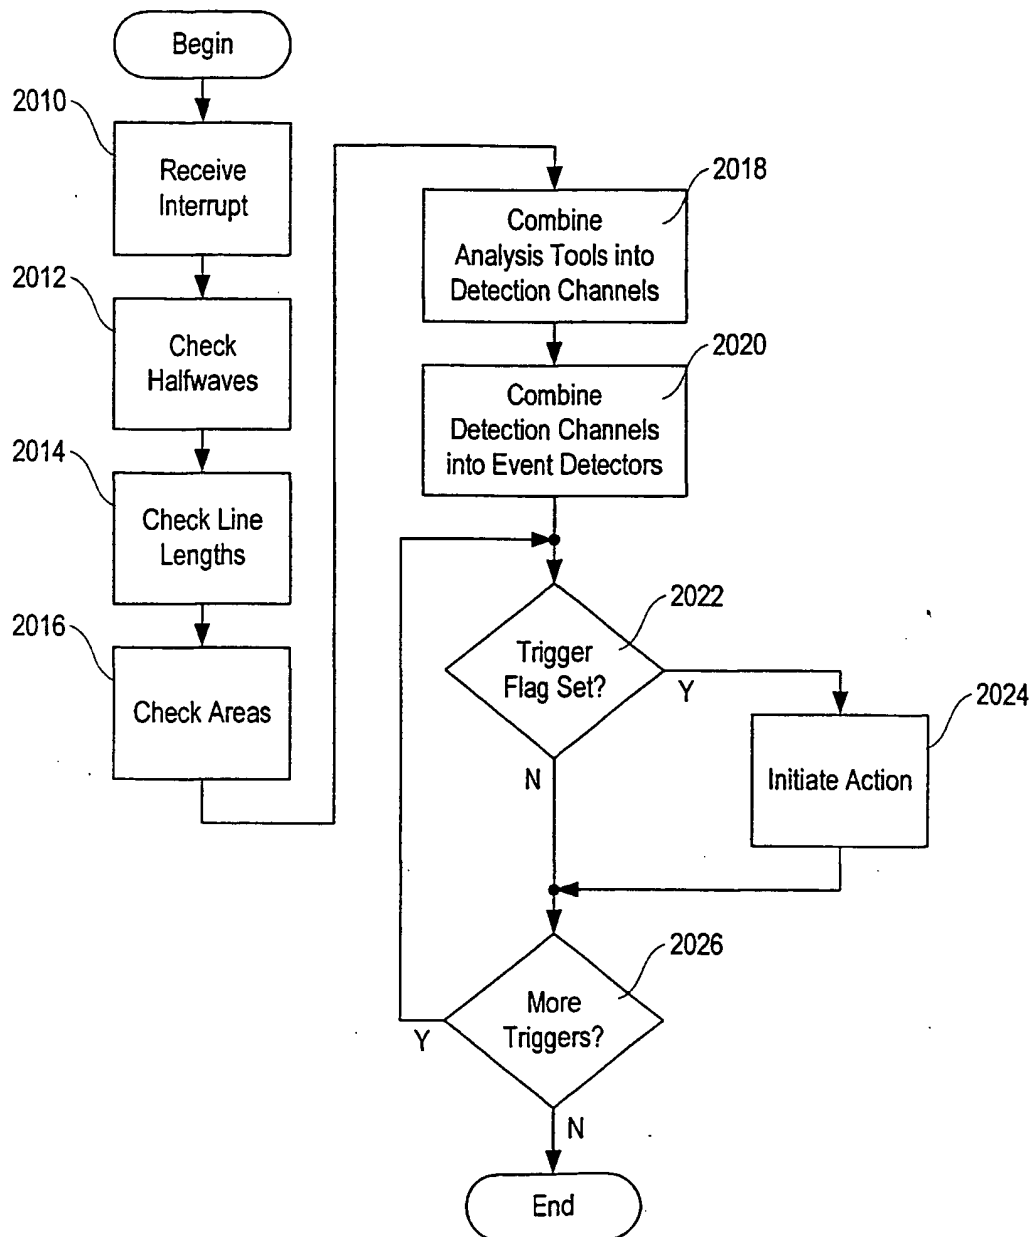 Begin
2010
Receive
Interrupt
2012
Check
Halfwaves
2014
Check Line
Lengths
2016
Check Areas
2018
Combine
Analysis Tools into
Detection Channels
2020
Combine
Detection Channels
into Event Detectors
2022
Trigger
Flag Set?
Y
N
2024
Initiate Action
2026
More
Triggers?
Y
N
End